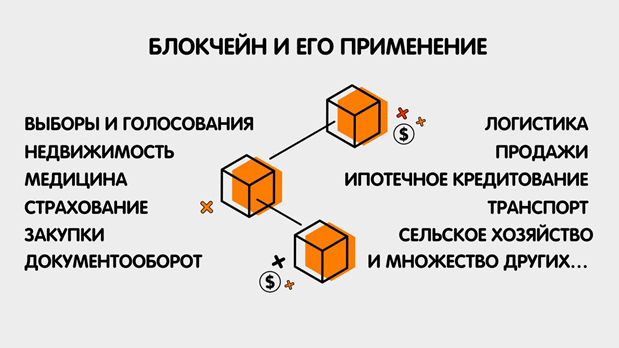 БЛОКЧЕЙН И ЕГО ПРИМЕНЕНИЕ
ВЫБОРЫ И ГОЛОСОВАНИЯ
НЕДВИЖИМОСТЬ
МЕДИЦИНА
СТРАХОВАНИЕ
ЗАКУПКИ
ДОКУМЕНТООБОРОТ
$
$
ЛОГИСТИКА
ПРОДАЖИ
ИПОТЕЧНОЕ КРЕДИТОВАНИЕ
ТРАНСПОРТ
СЕЛЬСКОЕ ХОЗЯЙСТВО
И МНОЖЕСТВО ДРУГИХ...